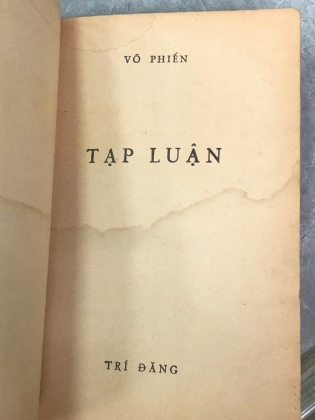 VÕ PHIẾN
TẠP LUẬN
TRÍ ĐĂNG